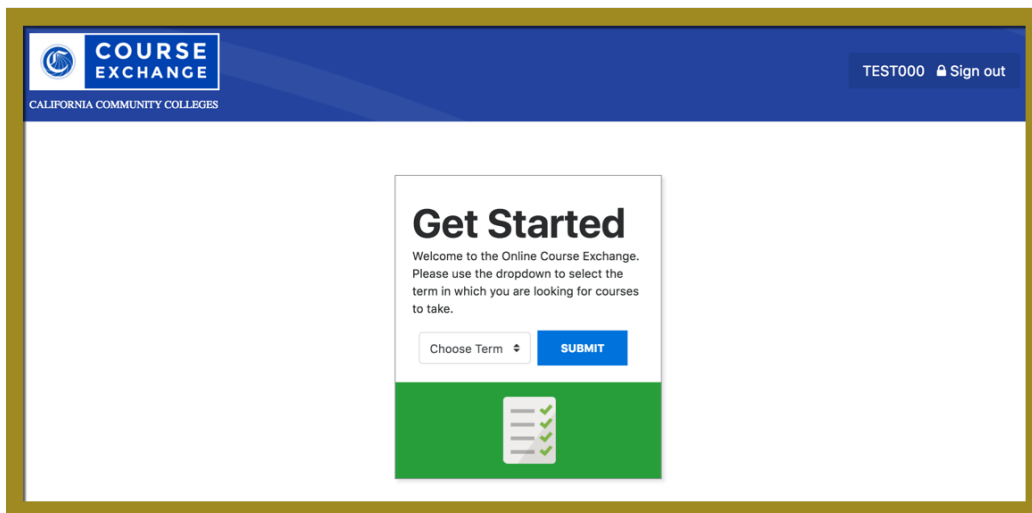 COURSE
EXCHANGE
CALIFORNIA COMMUNITY COLLEGES
TEST000 Sign out
Get Started
Welcome to the Online Course Exchange.
Please use the dropdown to select the
term in which you are looking for courses
to take.
Choose Term
SUBMIT